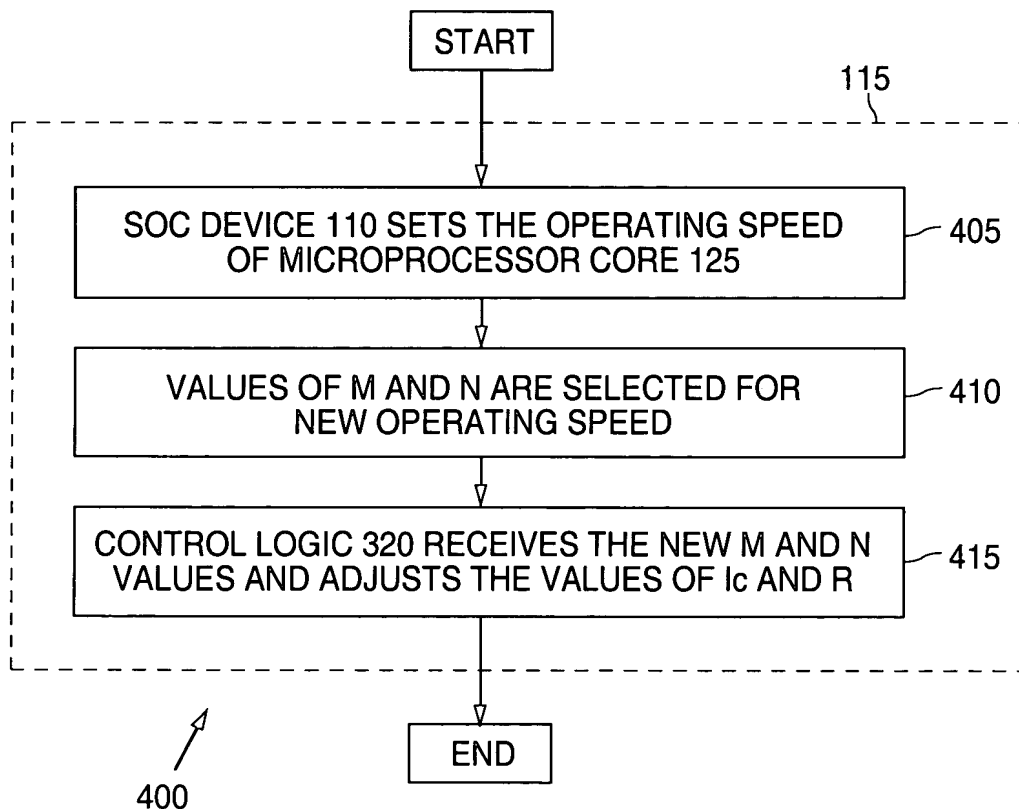 START
115
SOC DEVICE 110 SETS THE OPERATING SPEED
OF MICROPROCESSOR CORE 125
405
VALUES OF M AND N ARE SELECTED FOR
NEW OPERATING SPEED
410
CONTROL LOGIC 320 RECEIVES THE NEW M AND N
VALUES AND ADJUSTS THE VALUES OF Ic AND R
415
END
400